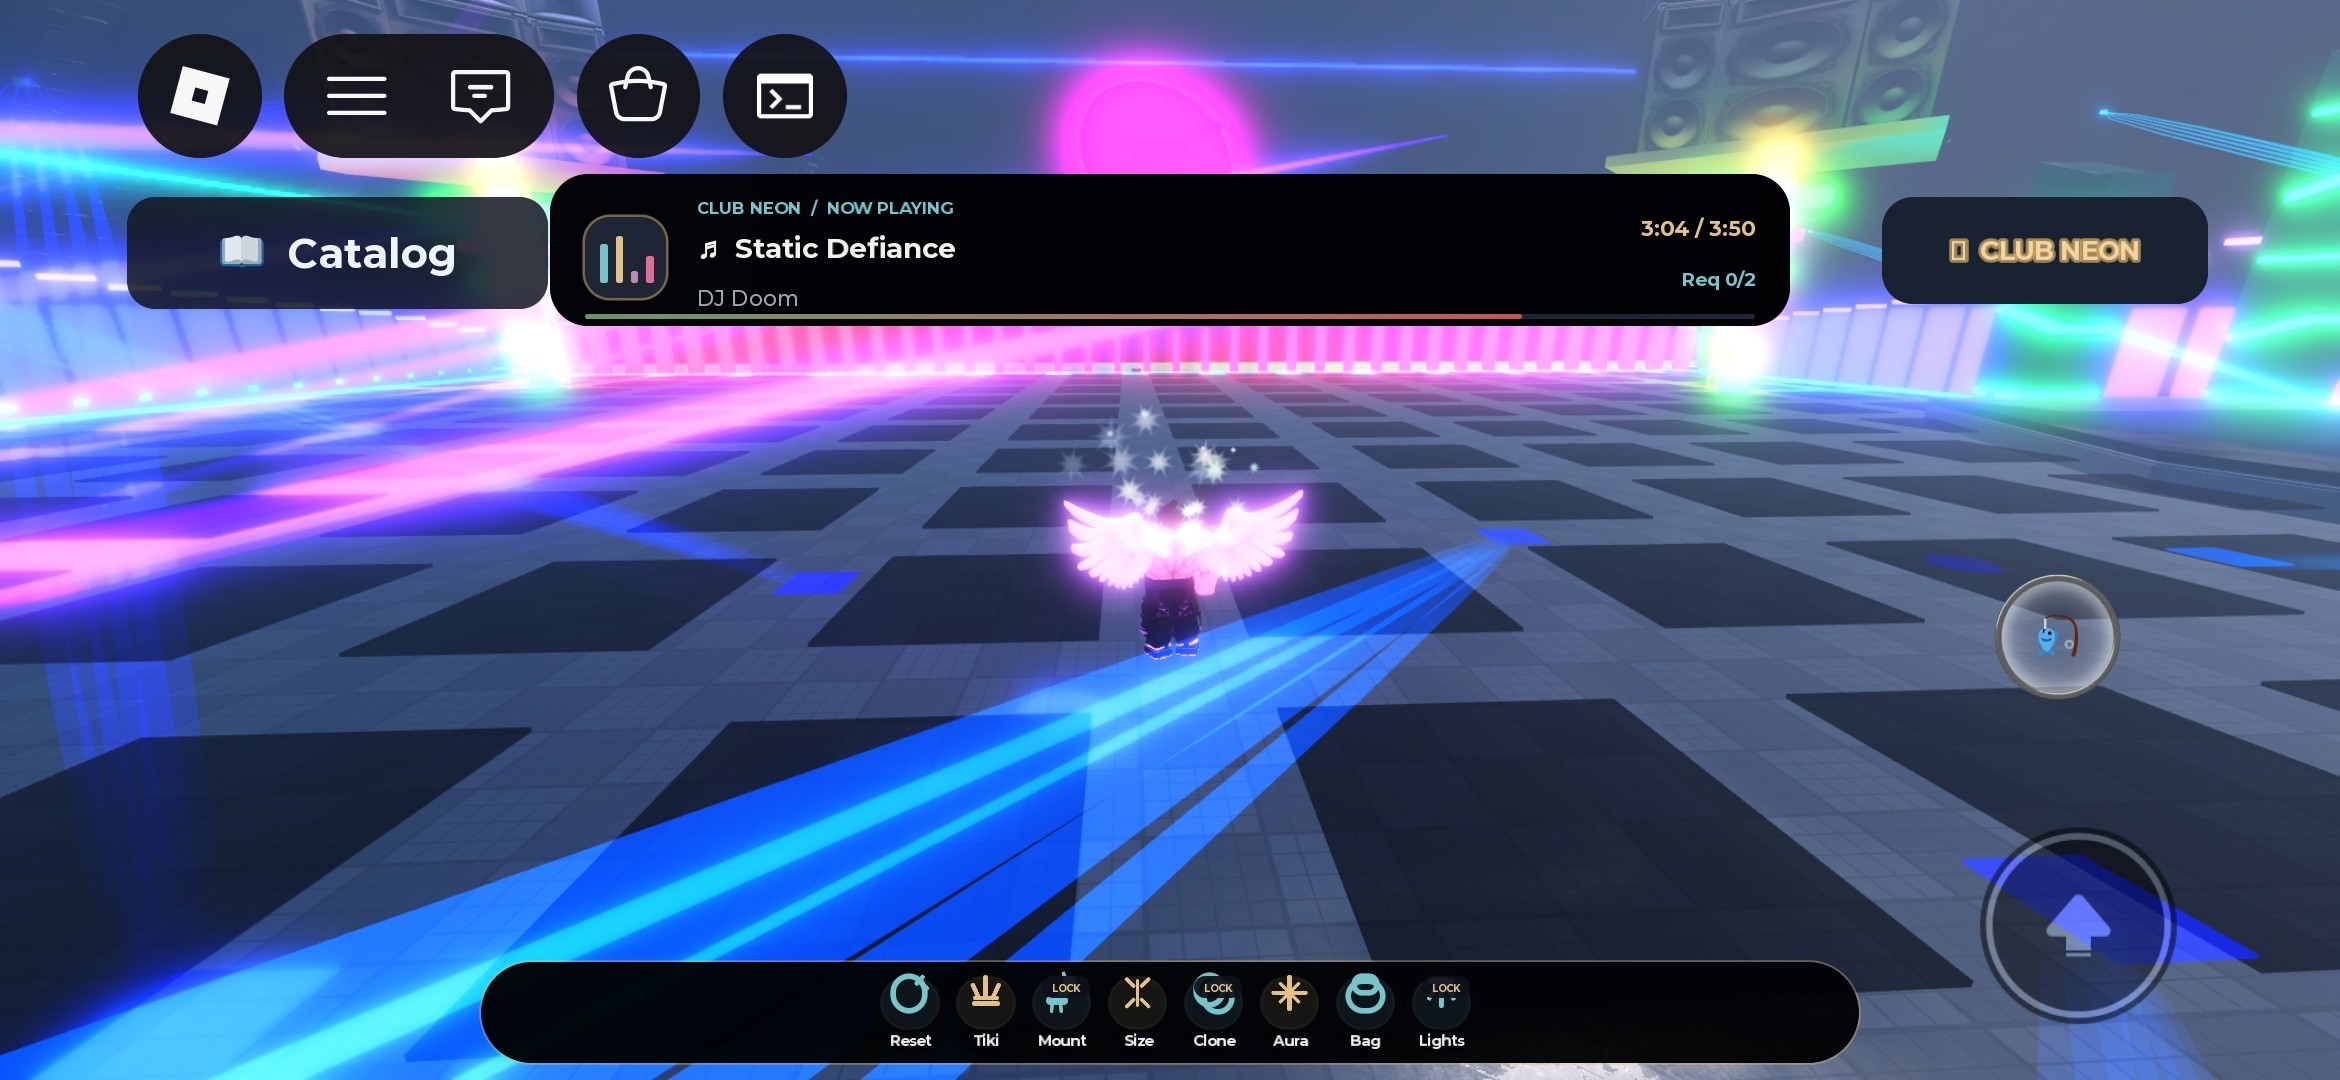 CLUB NEON / NOW PLAYING
♬ Static Defiance
DJ Doom
3:04 / 3:50
Req 0/2
Catalog
CLUB NEON
LOCK
LOCK
LOCK
Reset
Tiki
Mount
Size
Clone
Aura
Bag
Lights